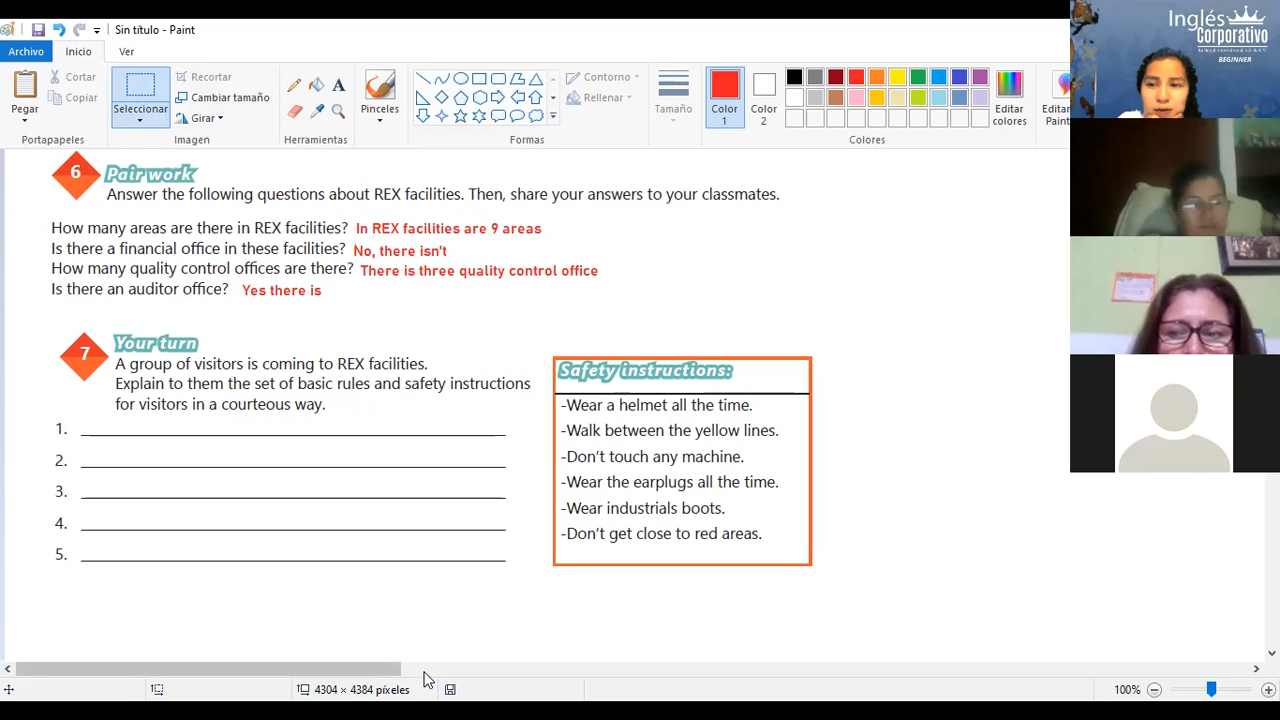 Sin título - Paint
Archivo Inicio Ver
Pegar
Cortar
Copiar
Portapapeles
Seleccionar
Recortar
Cambiar tamaño
Girar
Imagen
A
Herramientas
Pinceles
Contorno
Rellenar
Formas
Tamaño
Color 1
Color 2
Editar colores
Colores
Inglés
Corporativo
BEGINNER
6 Pair work
Answer the following questions about REX facilities. Then, share your answers to your classmates.
How many areas are there in REX facilities? In REX facilities are 9 areas
Is there a financial office in these facilities? No, there isn't
How many quality control offices are there? There is three quality control office
Is there an auditor office? Yes there is
7 Your turn
A group of visitors is coming to REX facilities.
Explain to them the set of basic rules and safety instructions
for visitors in a courteous way.
1.
2.
3.
4.
5.
Safety instructions:
-Wear a helmet all the time.
-Walk between the yellow lines.
-Don't touch any machine.
-Wear the earplugs all the time.
-Wear industrials boots.
-Don't get close to red areas.
4304 × 4384 píxeles
100%